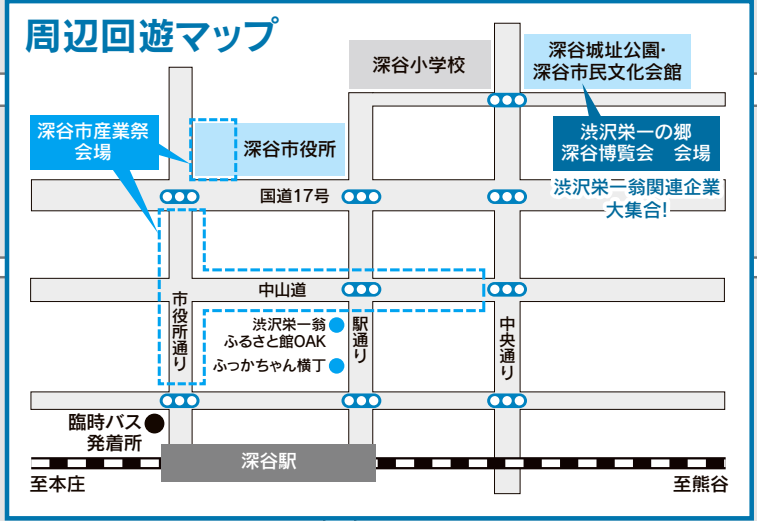 周辺回遊マップ
深谷小学校
深谷城址公園・
深谷市民文化会館
深谷市産業祭
会場
深谷市役所
渋沢栄一の郷
深谷博覧会 会場
渋沢栄一翁関連企業
大集合!
国道17号
中山道
市役所通り
渋沢栄一翁
ふるさと館OAK
ふっかちゃん横丁
駅通り
中央通り
臨時バス
発着所
深谷駅
至本庄
至熊谷